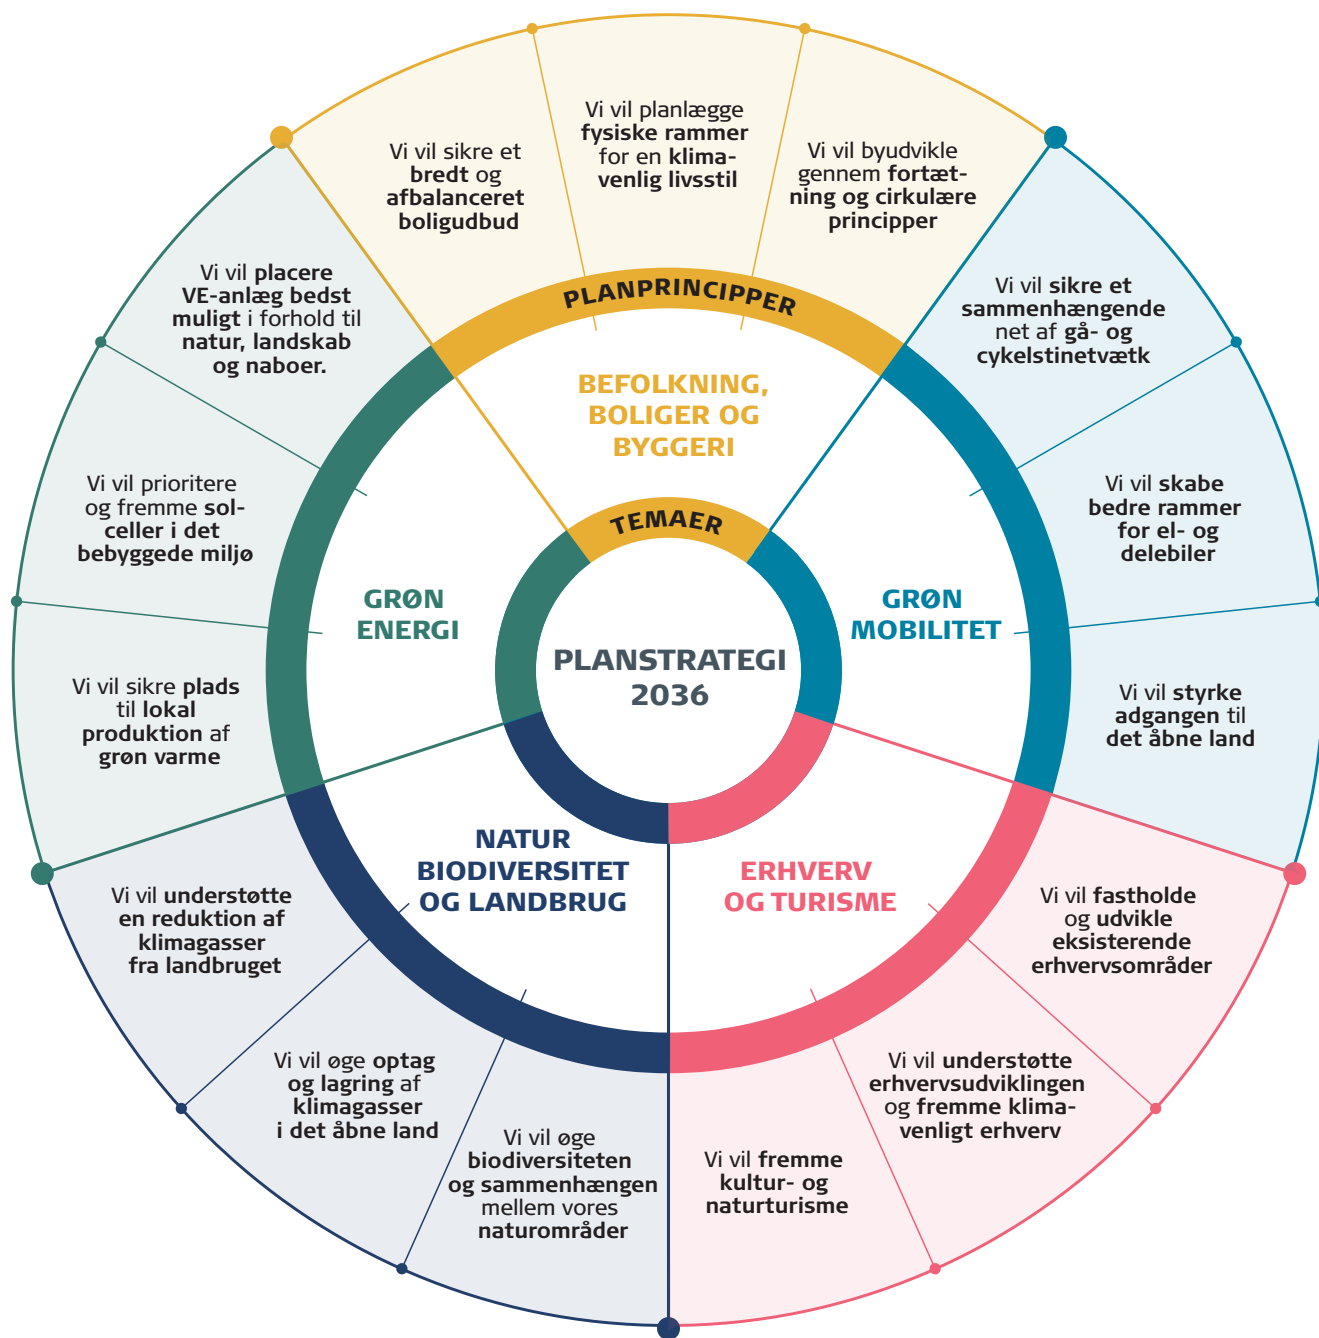 Vi vil sikre et
bredt og
afbalanceret
boligudbud
Vi vil planlægge
fysiske rammer
for en klima-
venlig livsstil
Vi vil byudvikle
gennem fortæt-
ning og cirkulære
principper
PLANPRINCIPPER
BEFOLKNING,
BOLIGER OG
BYGGERI
TEMAER
PLANSTRATEGI
2036
Vi vil sikre et
sammenhængende
net af gå- og
cykelstinetvætk
Vi vil skabe
bedre rammer
for el- og
delebiler
Vi vil styrke
adgangen til
det åbne land
GRØN
MOBILITET
ERHVERV
OG TURISME
Vi vil fastholde
og udvikle
eksisterende
erhvervsområder
Vi vil understøtte
erhvervsudviklingen
og fremme klima-
venligt erhverv
Vi vil fremme
kultur- og
naturturisme
NATUR
BIODIVERSITET
OG LANDBRUG
Vi vil øge
biodiversiteten
og sammenhængen
mellem vores
naturområder
Vi vil øge optag
og lagring af
klimagasser
i det åbne land
Vi vil understøtte
en reduktion af
klimagasser
fra landbruget
GRØN
ENERGI
Vi vil sikre plads
til lokal
produktion af
grøn varme
Vi vil prioritere
og fremme sol-
celler i det
bebyggede miljø
Vi vil placere
VE-anlæg bedst
muligt i forhold til
natur, landskab
og naboer.